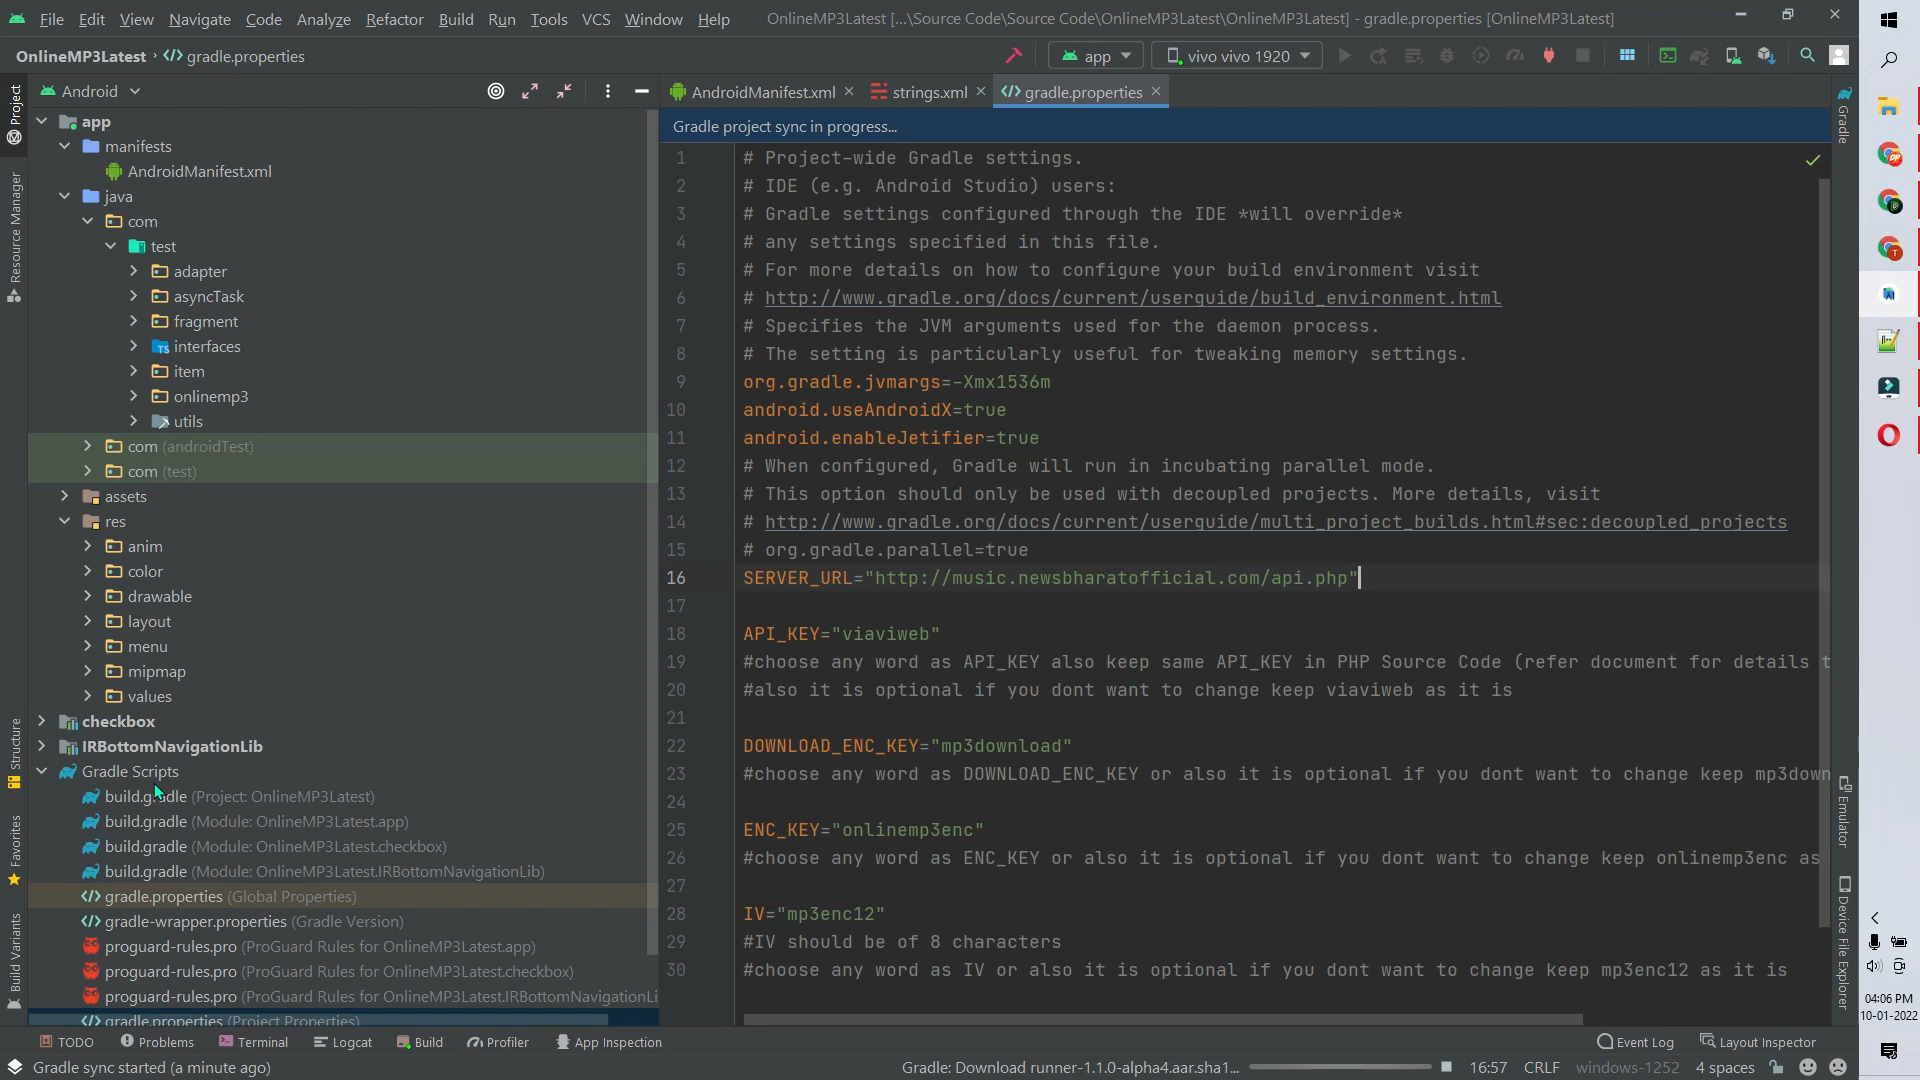 File Edit View Navigate Code Analyze Refactor Build Run Tools VCS Window Help OnlineMP3Latest [...\Source Code\Source Code\OnlineMP3Latest\OnlineMP3Latest] - gradle.properties [OnlineMP3Latest]
OnlineMP3Latest gradle.properties app vivo vivo 1920
Project
Resource Manager
Structure
Favorites
Build Variants
Android
app
manifests
AndroidManifest.xml
java
com
test
adapter
asyncTask
fragment
interfaces
item
onlinemp3
utils
com (androidTest)
com (test)
assets
res
anim
color
drawable
layout
menu
mipmap
values
checkbox
IRBottomNavigationLib
Gradle Scripts
build.gradle (Project: OnlineMP3Latest)
build.gradle (Module: OnlineMP3Latest.app)
build.gradle (Module: OnlineMP3Latest.checkbox)
build.gradle (Module: OnlineMP3Latest.IRBottomNavigationLib)
gradle.properties (Global Properties)
gradle-wrapper.properties (Gradle Version)
proguard-rules.pro (ProGuard Rules for OnlineMP3Latest.app)
proguard-rules.pro (ProGuard Rules for OnlineMP3Latest.checkbox)
proguard-rules.pro (ProGuard Rules for OnlineMP3Latest.IRBottomNavigationLi
gradle.properties (Project Properties)
AndroidManifest.xml strings.xml gradle.properties
Gradle project sync in progress...
1 # Project-wide Gradle settings.
2 # IDE (e.g. Android Studio) users:
3 # Gradle settings configured through the IDE *will override*
4 # any settings specified in this file.
5 # For more details on how to configure your build environment visit
6 # http://www.gradle.org/docs/current/userguide/build_environment.html
7 # Specifies the JVM arguments used for the daemon process.
8 # The setting is particularly useful for tweaking memory settings.
9 org.gradle.jvmargs=-Xmx1536m
10 android.useAndroidX=true
11 android.enableJetifier=true
12 # When configured, Gradle will run in incubating parallel mode.
13 # This option should only be used with decoupled projects. More details, visit
14 # http://www.gradle.org/docs/current/userguide/multi_project_builds.html#sec:decoupled_projects
15 # org.gradle.parallel=true
16 SERVER_URL="http://music.newsbharatofficial.com/api.php"
17
18 API_KEY="viaviweb"
19 #choose any word as API_KEY also keep same API_KEY in PHP Source Code (refer document for details t
20 #also it is optional if you dont want to change keep viaviweb as it is
21
22 DOWNLOAD_ENC_KEY="mp3download"
23 #choose any word as DOWNLOAD_ENC_KEY or also it is optional if you dont want to change keep mp3down
24
25 ENC_KEY="onlinemp3enc"
26 #choose any word as ENC_KEY or also it is optional if you dont want to change keep onlinemp3enc as
27
28 IV="mp3enc12"
29 #IV should be of 8 characters
30 #choose any word as IV or also it is optional if you dont want to change keep mp3enc12 as it is
Gradle
Emulator
Device File Explorer
TODO Problems Terminal Logcat Build Profiler App Inspection Event Log Layout Inspector
Gradle sync started (a minute ago) Gradle: Download runner-1.1.0-alpha4.aar.sha1... 16:57 CRLF windows-1252 4 spaces
04:06 PM
10-01-2022